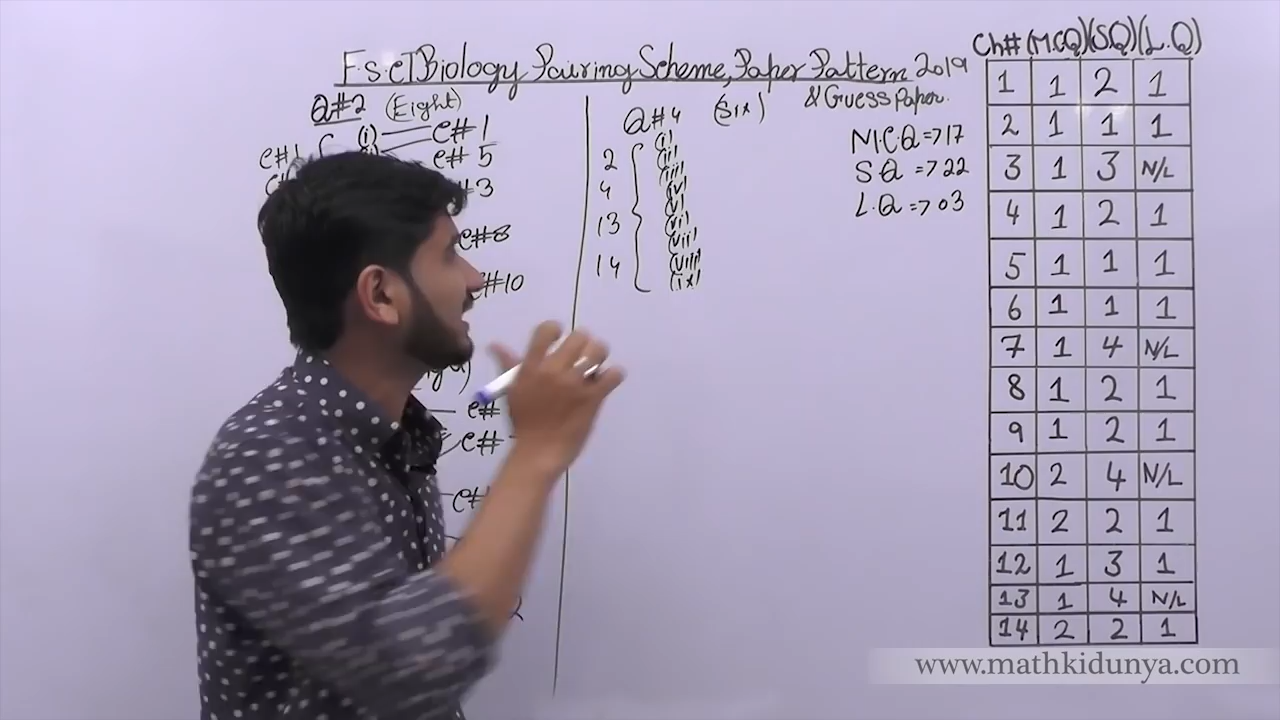 F.S.C I Biology Pairing Scheme, Paper Pattern 2019
& Guess Paper.
Q#2 (Eight)
(i) C#1
C#1 C#5
#3
C#8
C#10
C#
C#
C#
Q#4 (Six)
(i)
2 (ii)
(iii)
4 (v)
(v)
13 (vi)
(vii)
14 (viii)
(ix)
M.C.Q => 17
S Q => 22
L.Q => 03
Ch# (M.CQ) (S.Q) (L.Q)
1 1 2 1
2 1 1 1
3 1 3 N/L
4 1 2 1
5 1 1 1
6 1 1 1
7 1 4 N/L
8 1 2 1
9 1 2 1
10 2 4 N/L
11 2 2 1
12 1 3 1
13 1 4 N/L
14 2 2 1
www.mathkidunya.com